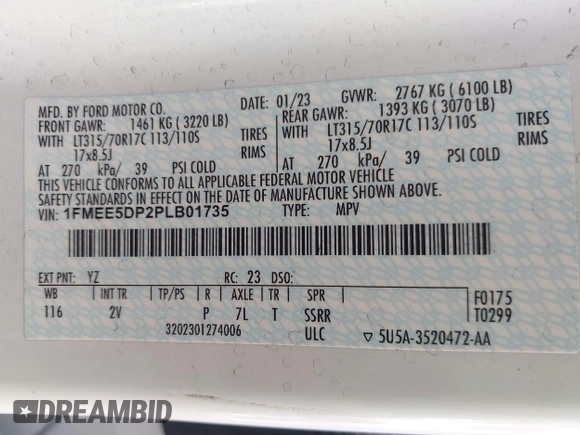 MFD. BY FORD MOTOR CO.
DATE: 01/23 GVWR: 2767 KG ( 6100 LB)
FRONT GAWR: 1461 KG ( 3220 LB)
REAR GAWR: 1393 KG ( 3070 LB)
WITH LT315/70R17C 113/110S TIRES
WITH LT315/70R17C 113/110S TIRES
17x8.5J RIMS
17x8.5J RIMS
AT 270 kPa/ 39 PSI COLD
AT 270 kPa/ 39 PSI COLD
THIS VEHICLE CONFORMS TO ALL APPLICABLE FEDERAL MOTOR VEHICLE
SAFETY STANDARDS IN EFFECT ON THE DATE OF MANUFACTURE SHOWN ABOVE.
VIN: 1FMEE5DP2PLB01735 TYPE: MPV
EXT PNT: YZ RC: 23 DSO:
WB INT TR TP/PS R AXLE TR SPR F0175
116 2V P 7L T SSRR T0299
3202301274006 ULC ▽ 5U5A-3520472-AA
DREAMBID